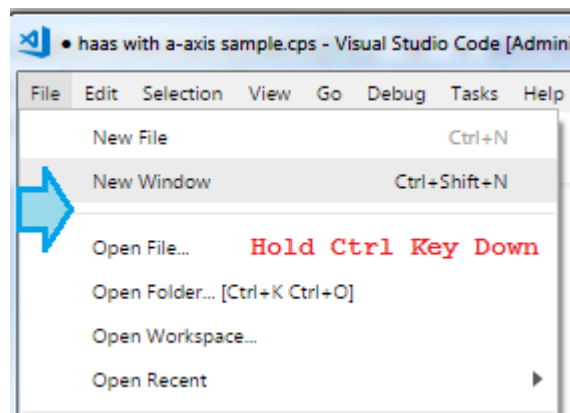 ● haas with a-axis sample.cps - Visual Studio Code [Admin
File Edit Selection View Go Debug Tasks Help
New File Ctrl+N
New Window Ctrl+Shift+N
Open File... Hold Ctrl Key Down
Open Folder... [Ctrl+K Ctrl+O]
Open Workspace...
Open Recent